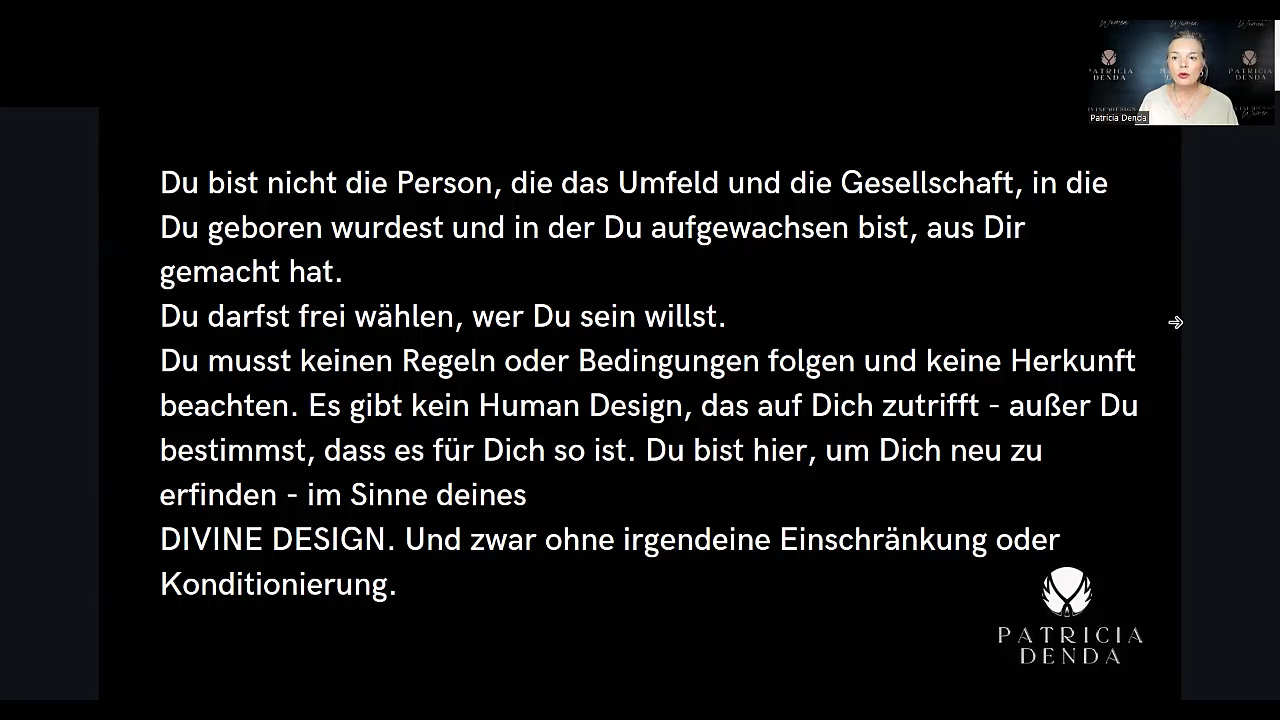 PATRICIA
DENDA
PATRICIA
DENDA
Patricia Denda
Du bist nicht die Person, die das Umfeld und die Gesellschaft, in die
Du geboren wurdest und in der Du aufgewachsen bist, aus Dir
gemacht hat.
Du darfst frei wählen, wer Du sein willst.
Du musst keinen Regeln oder Bedingungen folgen und keine Herkunft
beachten. Es gibt kein Human Design, das auf Dich zutrifft - außer Du
bestimmst, dass es für Dich so ist. Du bist hier, um Dich neu zu
erfinden - im Sinne deines
DIVINE DESIGN. Und zwar ohne irgendeine Einschränkung oder
Konditionierung.
PATRICIA
DENDA